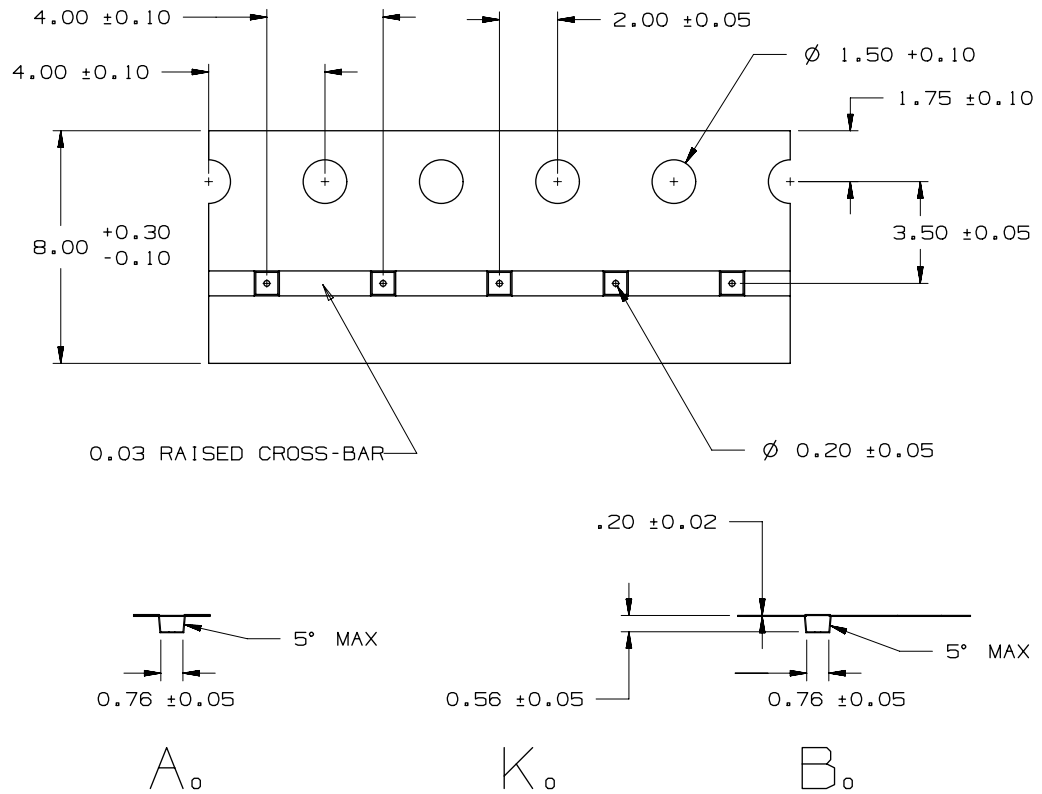 4.00 ±0.10
2.00 ±0.05
Ø 1.50 +0.10
4.00 ±0.10
1.75 ±0.10
8.00 +0.30 -0.10
3.50 ±0.05
0.03 RAISED CROSS-BAR
Ø 0.20 ±0.05
.20 ±0.02
5° MAX
5° MAX
0.76 ±0.05
0.56 ±0.05
0.76 ±0.05
A₀
K₀
B₀